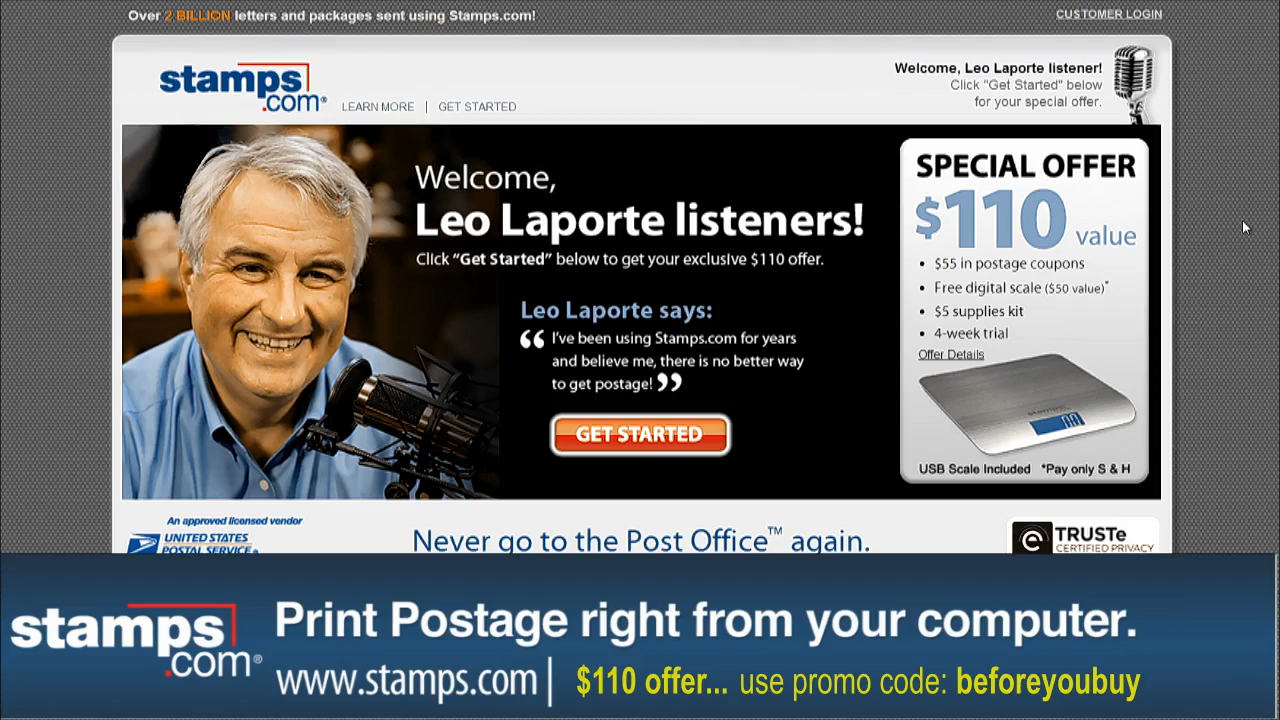 Over 2 BILLION letters and packages sent using Stamps.com!
CUSTOMER LOGIN
stamps
.com®
LEARN MORE | GET STARTED
Welcome, Leo Laporte listener!
Click "Get Started" below
for your special offer.
Welcome,
Leo Laporte listeners!
Click “Get Started” below to get your exclusive $110 offer.
Leo Laporte says:
“ I've been using Stamps.com for years
and believe me, there is no better way
to get postage! ”
GET STARTED
SPECIAL OFFER
$110 value
• $55 in postage coupons
• Free digital scale ($50 value)*
• $5 supplies kit
• 4-week trial
Offer Details
USB Scale Included *Pay only S & H
An approved licensed vendor
UNITED STATES
POSTAL SERVICE®
Never go to the Post Office™ again.
TRUSTe
CERTIFIED PRIVACY
stamps
.com®
Print Postage right from your computer.
www.stamps.com | $110 offer... use promo code: beforeyoubuy